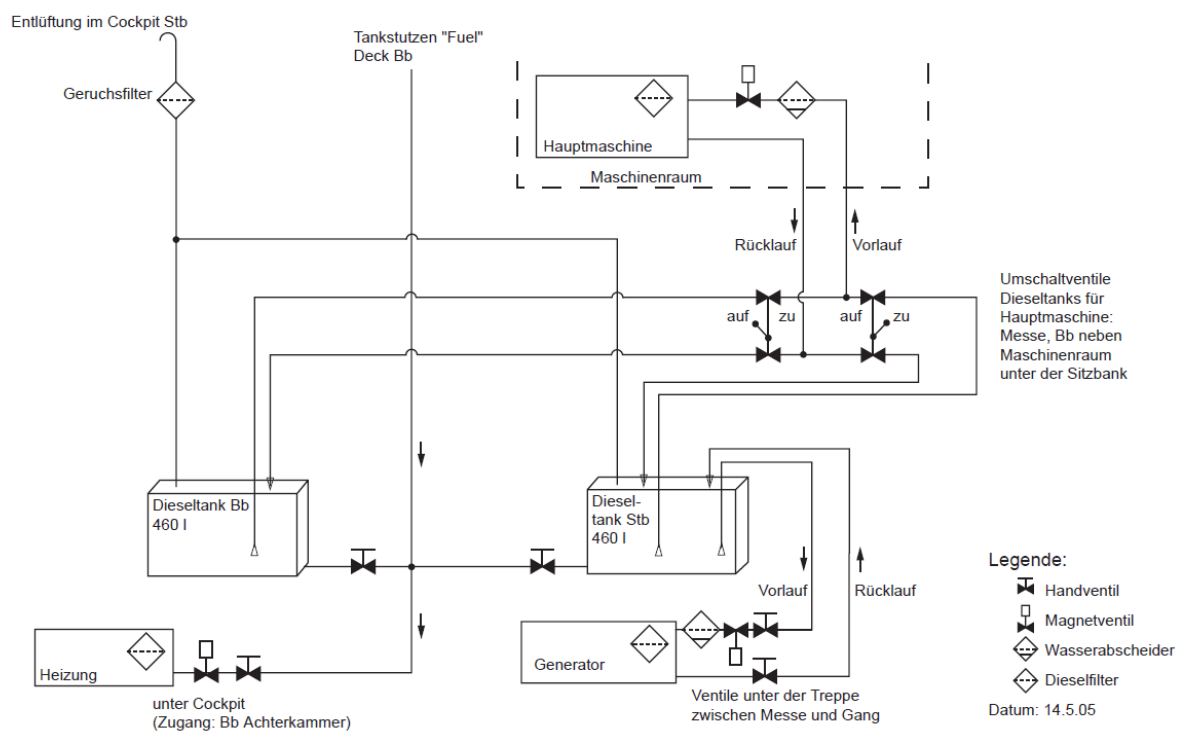 Entlüftung im Cockpit Stb
Tankstutzen "Fuel"
Deck Bb
Geruchsfilter
Hauptmaschine
Maschinenraum
Rücklauf
Vorlauf
Umschaltventile
Dieseltanks für
Hauptmaschine:
Messe, Bb neben
Maschinenraum
unter der Sitzbank
auf
zu
auf
zu
Dieseltank Bb
460 l
Diesel-
tank Stb
460 l
Vorlauf
Rücklauf
Heizung
unter Cockpit
(Zugang: Bb Achterkammer)
Generator
Ventile unter der Treppe
zwischen Messe und Gang
Legende:
Handventil
Magnetventil
Wasserabscheider
Dieselfilter
Datum: 14.5.05